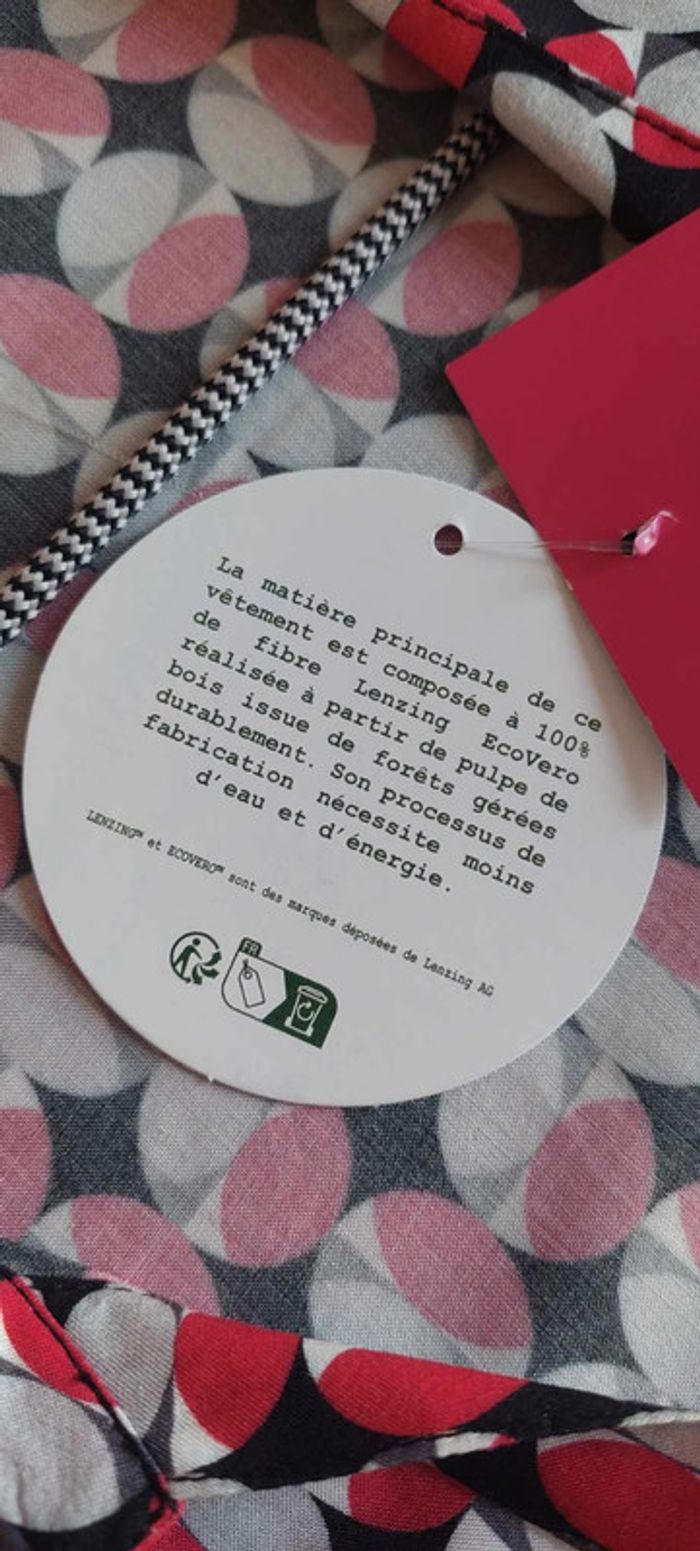 La matière principale de ce
vêtement est composée à 100%
de fibre Lenzing EcoVero
réalisée à partir de pulpe de
bois issue de forêts gérées
durablement. Son processus de
fabrication nécessite moins
d'eau et d'énergie.
LENZING™ et ECOVERO™ sont des marques déposées de Lenzing AG
FR